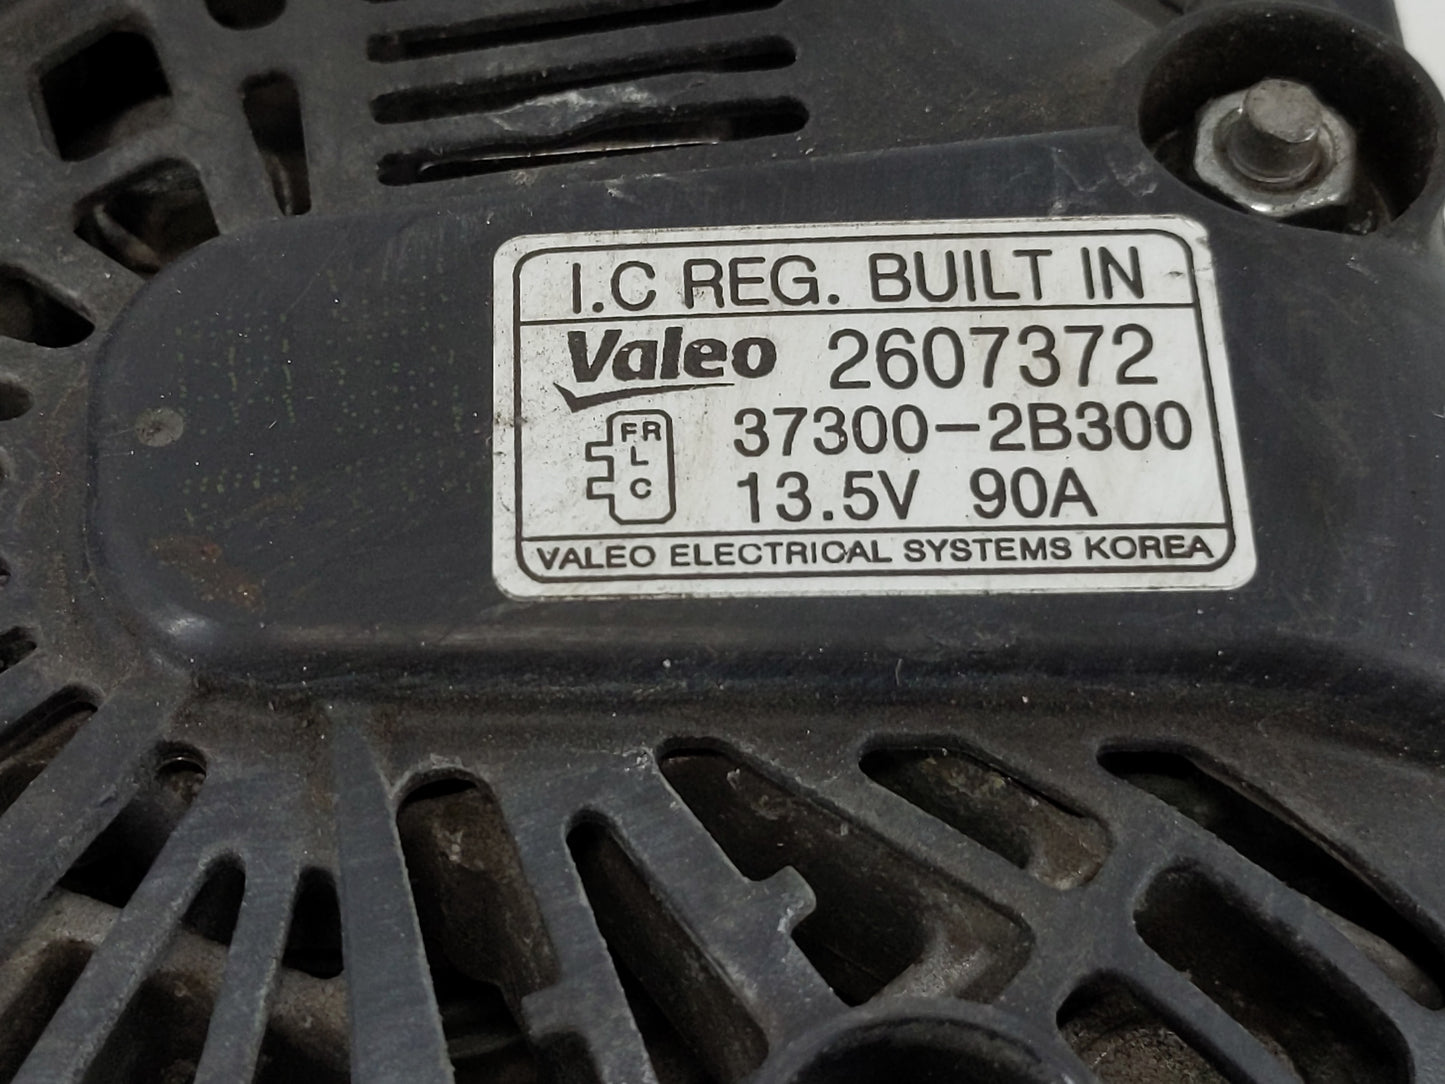 I.C REG. BUILT IN
Valeo 2607372
FR
L
C
37300-2B300
13.5V 90A
VALEO ELECTRICAL SYSTEMS KOREA